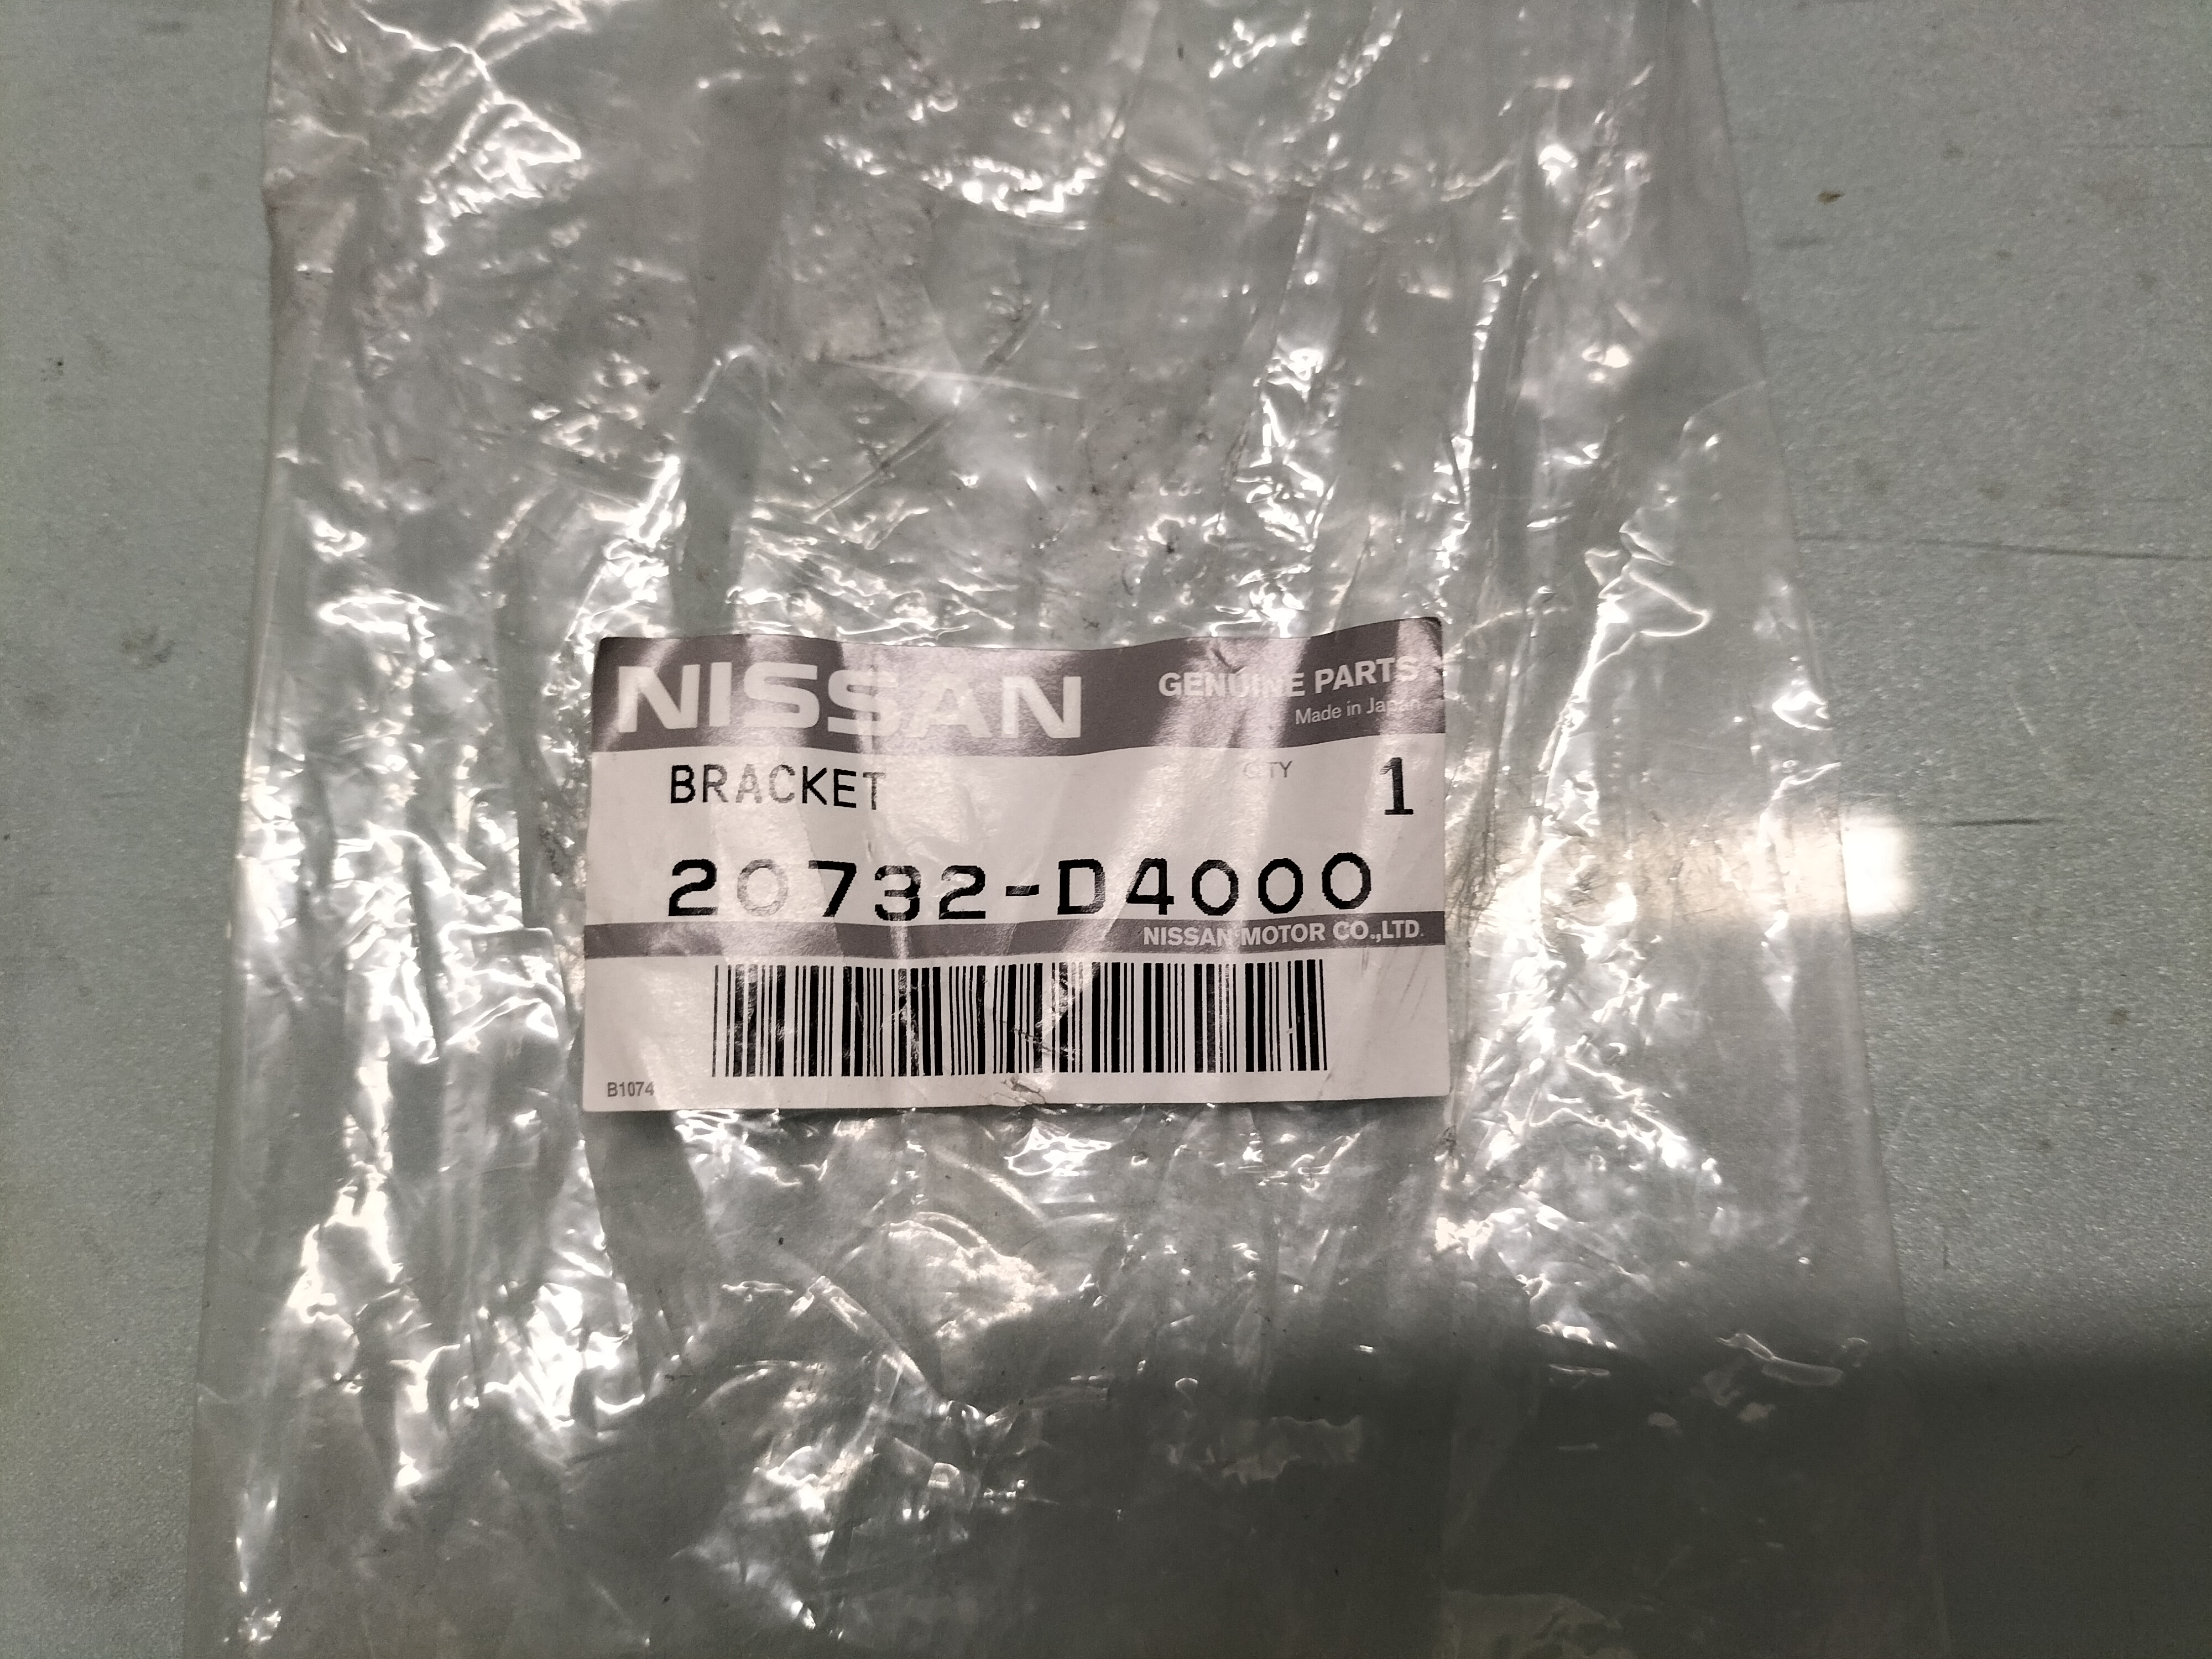 NISSAN GENUINE PARTS
Made in Japan
BRACKET QTY 1
20732-D4000
NISSAN MOTOR CO.,LTD.
B1074